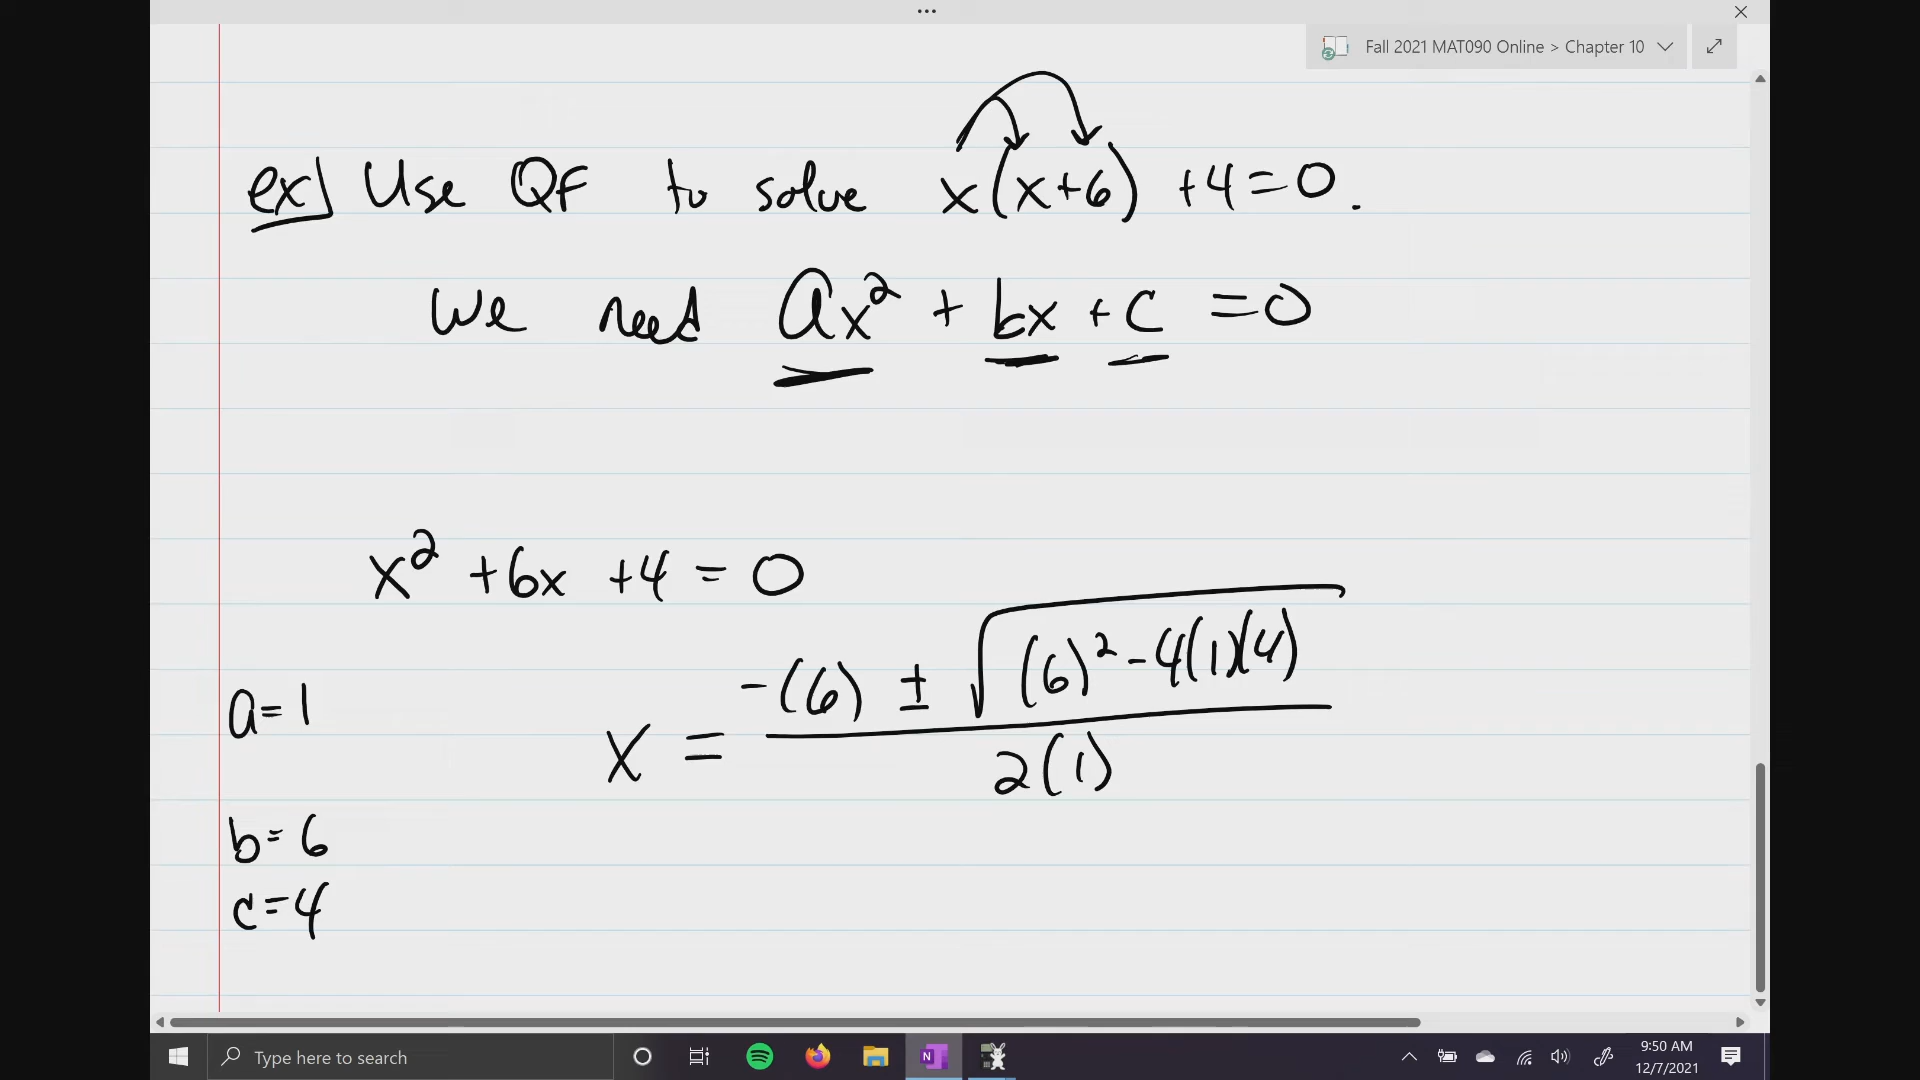 ...
Fall 2021 MAT090 Online > Chapter 10
ex] Use QF to solve x(x+6) +4=0.
We need ax² + bx + c = 0
x² +6x +4 = 0
a=1
x = (-(6) ± √((6)² - 4(1)(4))) / 2(1)
b=6
c=4
Type here to search
9:50 AM
12/7/2021